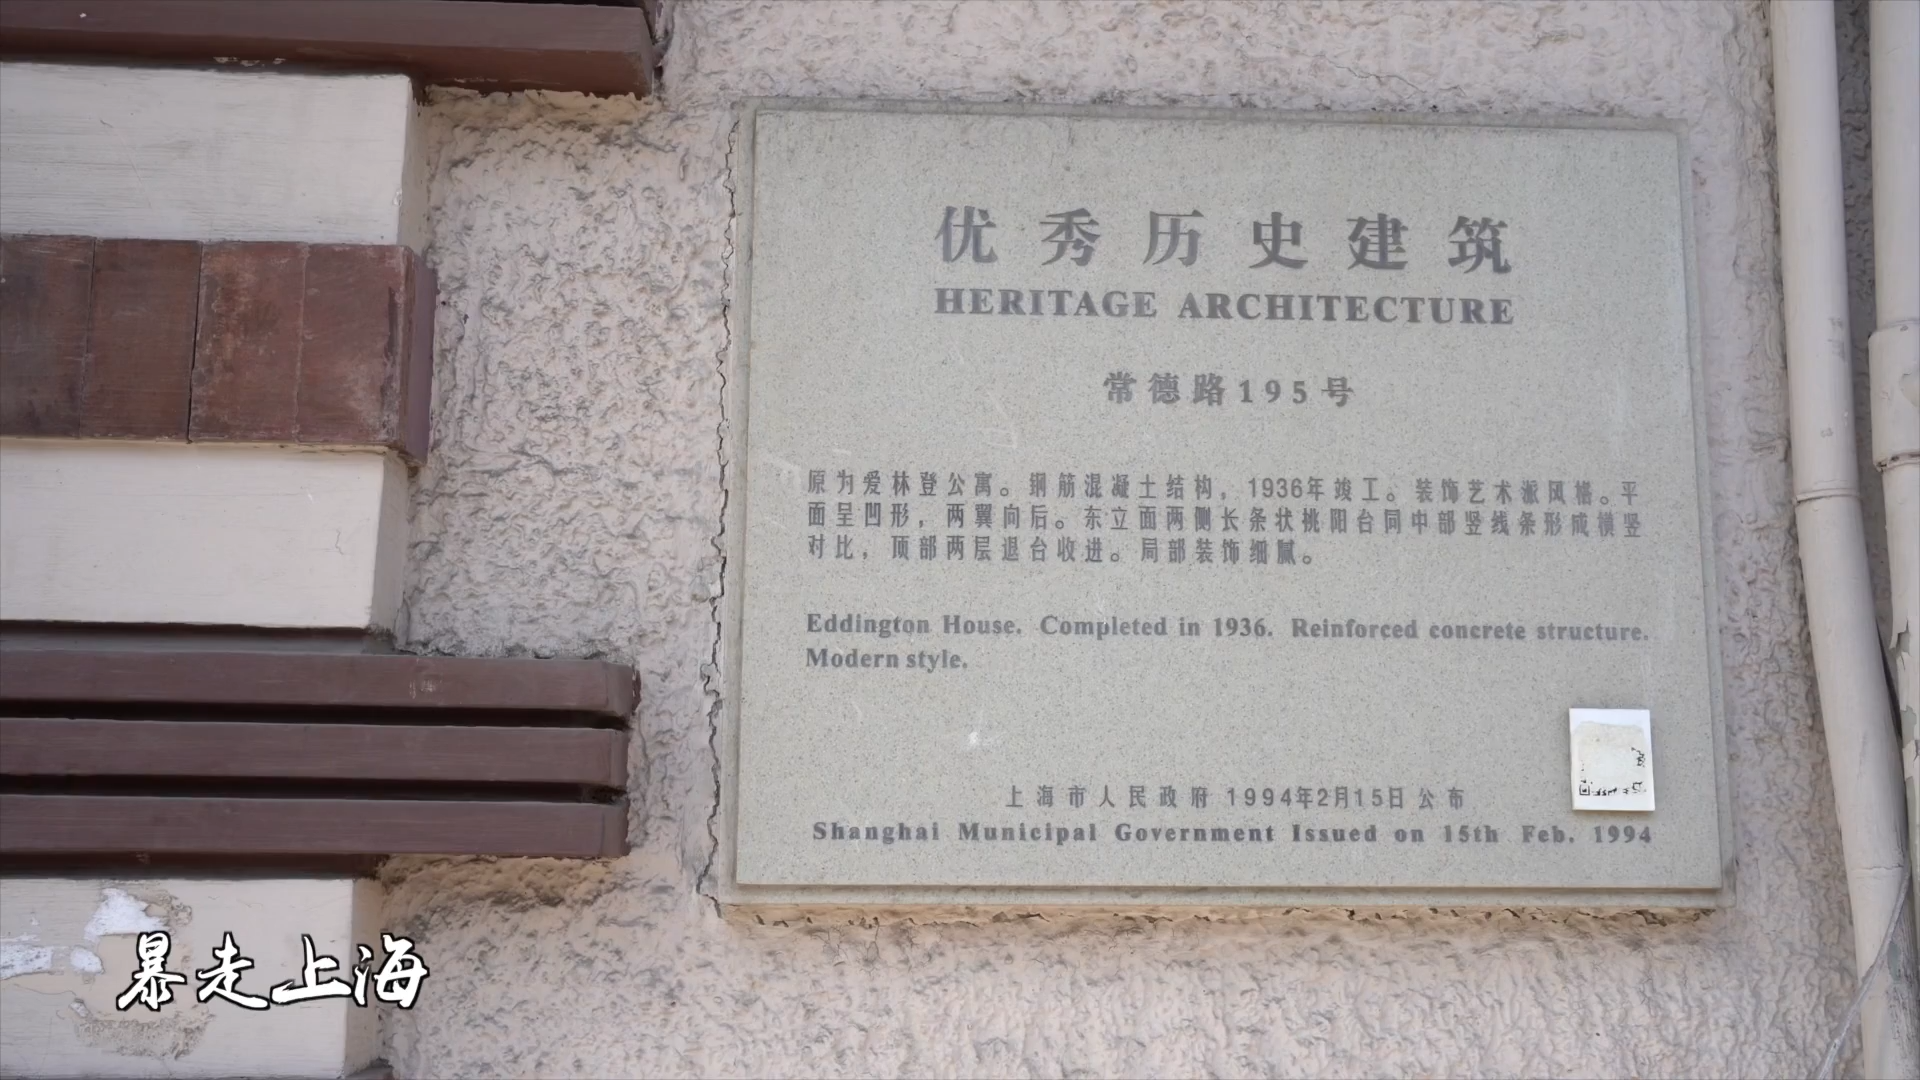 优秀历史建筑
HERITAGE ARCHITECTURE
常德路195号
原为爱林登公寓。钢筋混凝土结构，1936年竣工。装饰艺术派风格。平
面呈凹形，两翼向后。东立面两侧长条状挑阳台同中部竖线条形成横竖
对比，顶部两层退台收进。局部装饰细腻。
Eddington House. Completed in 1936. Reinforced concrete structure.
Modern style.
上海市人民政府 1994年2月15日公布
Shanghai Municipal Government Issued on 15th Feb. 1994
暴走上海